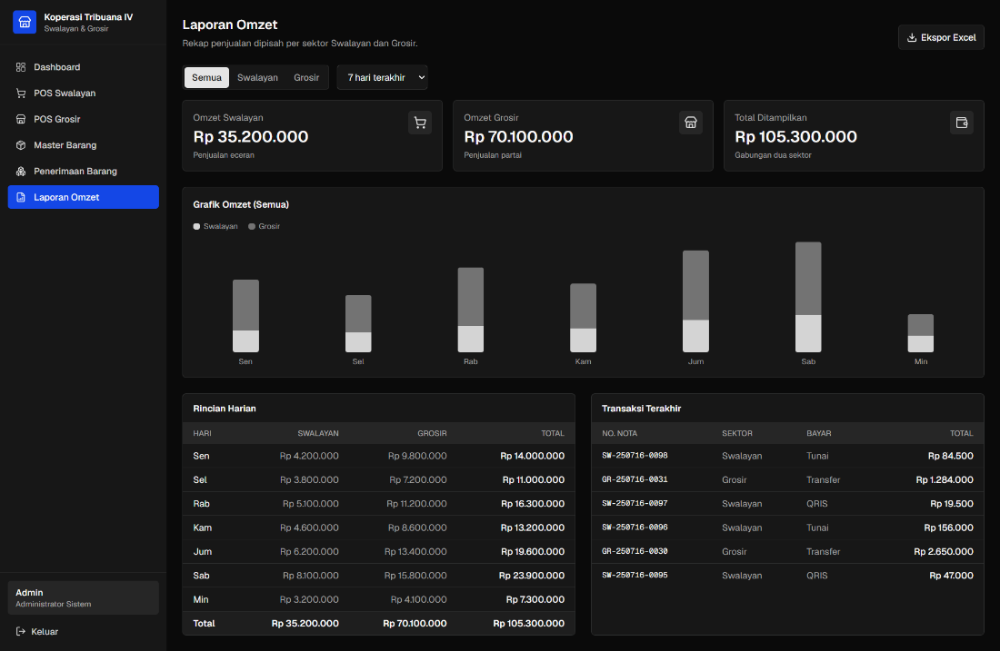 Koperasi Tribuana IV
Swalayan & Grosir
Dashboard
POS Swalayan
POS Grosir
Master Barang
Penerimaan Barang
Laporan Omzet
Admin
Administrator Sistem
Keluar
Laporan Omzet
Rekap penjualan dipisah per sektor Swalayan dan Grosir.
Ekspor Excel
Semua Swalayan Grosir 7 hari terakhir
Omzet Swalayan
Rp 35.200.000
Penjualan eceran
Omzet Grosir
Rp 70.100.000
Penjualan partai
Total Ditampilkan
Rp 105.300.000
Gabungan dua sektor
Grafik Omzet (Semua)
Swalayan Grosir
Sen Sel Rab Kam Jum Sab Min
Rincian Harian
HARI SWALAYAN GROSIR TOTAL
Sen Rp 4.200.000 Rp 9.800.000 Rp 14.000.000
Sel Rp 3.800.000 Rp 7.200.000 Rp 11.000.000
Rab Rp 5.100.000 Rp 11.200.000 Rp 16.300.000
Kam Rp 4.600.000 Rp 8.600.000 Rp 13.200.000
Jum Rp 6.200.000 Rp 13.400.000 Rp 19.600.000
Sab Rp 8.100.000 Rp 15.800.000 Rp 23.900.000
Min Rp 3.200.000 Rp 4.100.000 Rp 7.300.000
Total Rp 35.200.000 Rp 70.100.000 Rp 105.300.000
Transaksi Terakhir
NO. NOTA SEKTOR BAYAR TOTAL
SW-250716-0098 Swalayan Tunai Rp 84.500
GR-250716-0031 Grosir Transfer Rp 1.284.000
SW-250716-0097 Swalayan QRIS Rp 19.500
SW-250716-0096 Swalayan Tunai Rp 156.000
GR-250716-0030 Grosir Transfer Rp 2.650.000
SW-250716-0095 Swalayan QRIS Rp 47.000